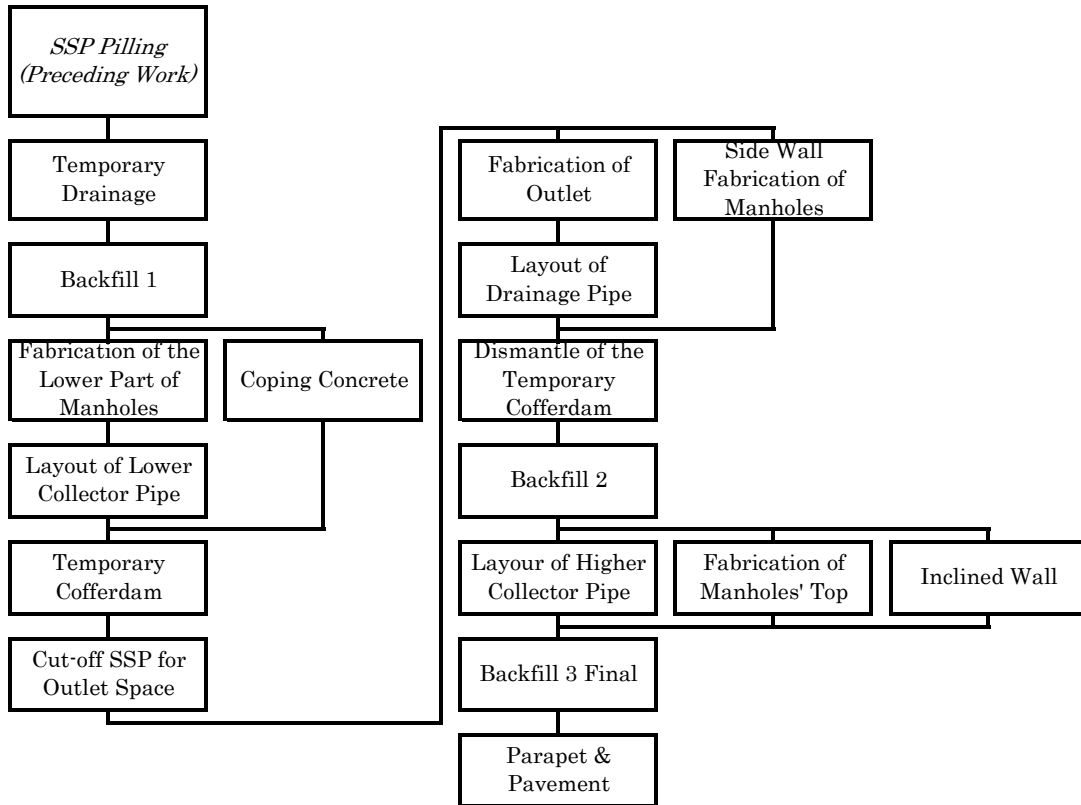 SSP Pilling
(Preceding Work)
Temporary
Drainage
Backfill 1
Fabrication of the
Lower Part of
Manholes
Coping Concrete
Layout of Lower
Collector Pipe
Temporary
Cofferdam
Cut-off SSP for
Outlet Space
Fabrication of
Outlet
Side Wall
Fabrication of
Manholes
Layout of
Drainage Pipe
Dismantle of the
Temporary
Cofferdam
Backfill 2
Layour of Higher
Collector Pipe
Fabrication of
Manholes' Top
Inclined Wall
Backfill 3 Final
Parapet &
Pavement